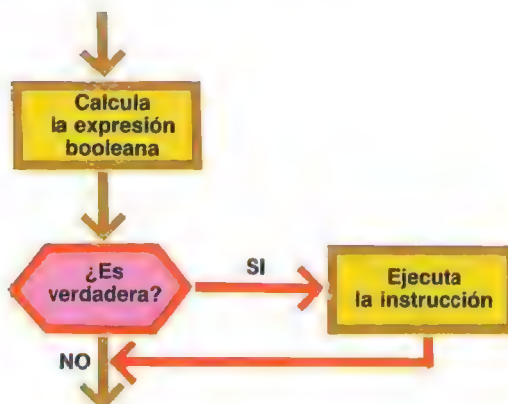 Calcula
la expresión
booleana
¿Es
verdadera?
SI
Ejecuta
la instrucción
NO